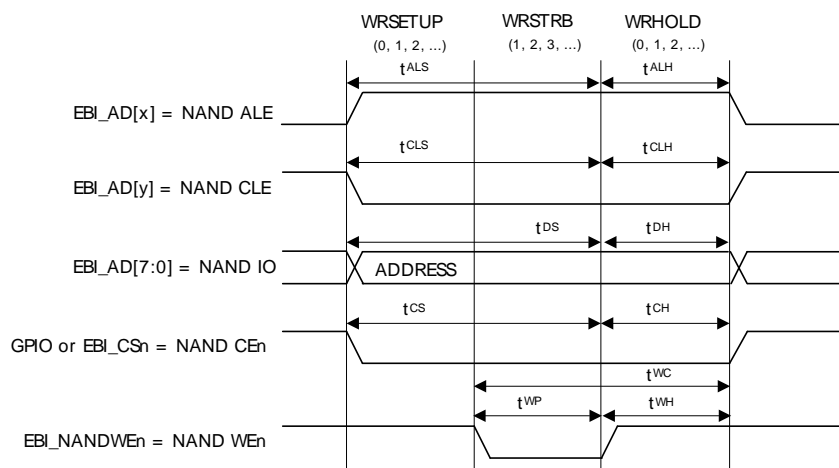 WRSETUP WRSTRB WRHOLD
(0, 1, 2, ...) (1, 2, 3, ...) (0, 1, 2, ...)
tALS tALH
EBI_AD[x] = NAND ALE
tCLS tCLH
EBI_AD[y] = NAND CLE
tDS tDH
EBI_AD[7:0] = NAND IO ADDRESS
tCS tCH
GPIO or EBI_CSn = NAND CEn
tWC
tWP tWH
EBI_NANDWEn = NAND WEn